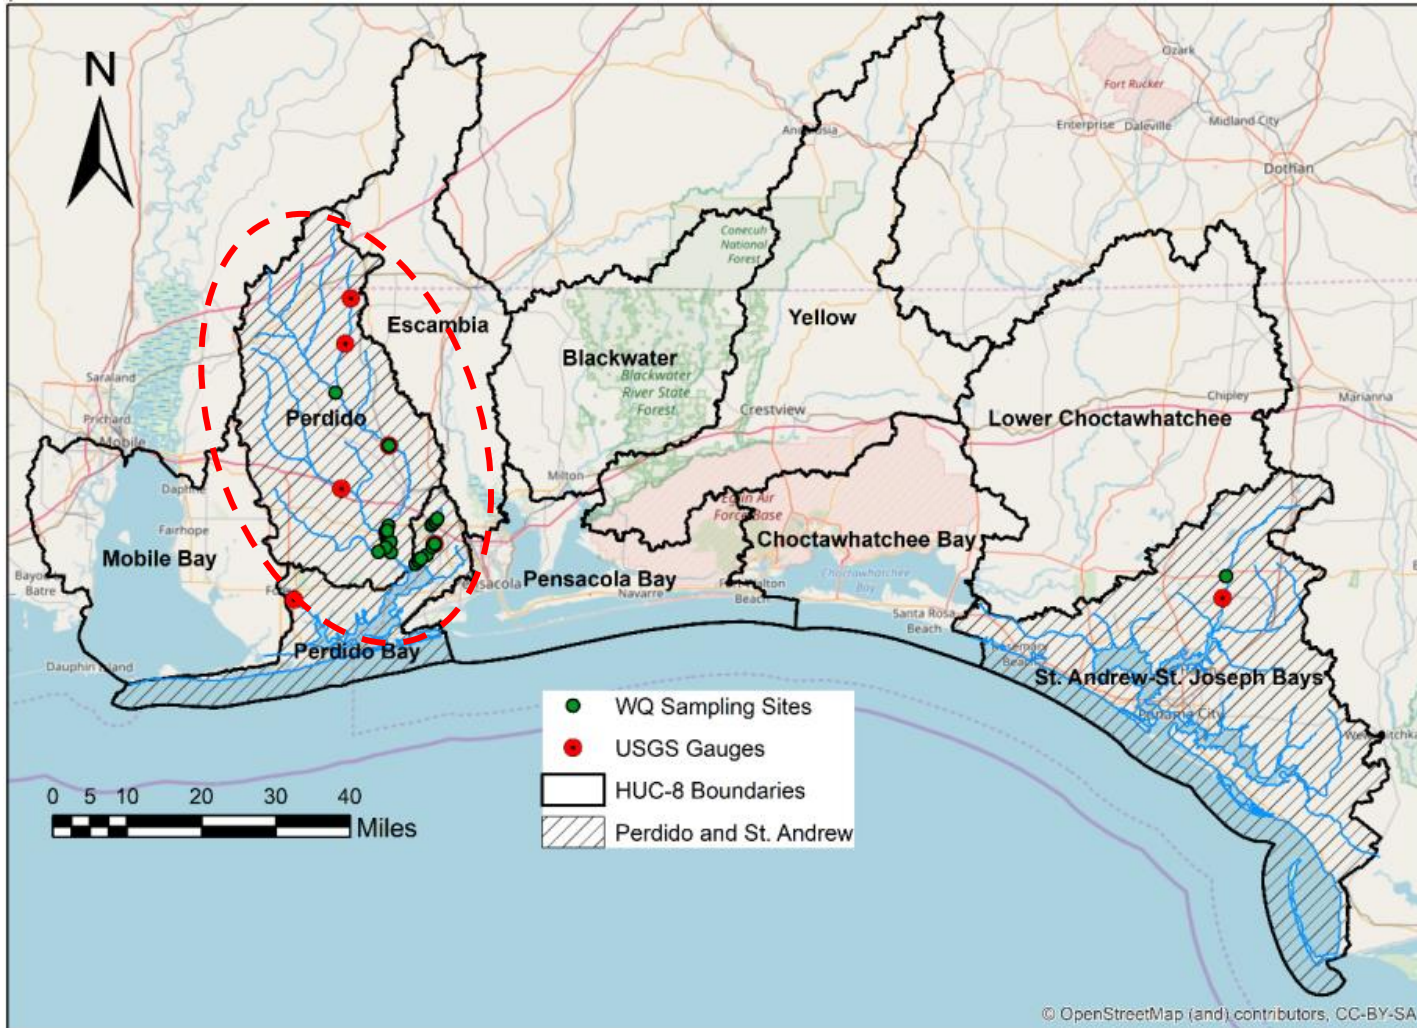 N
Ozark
Fort Rucker
Enterprise
Daleville
Midland City
Dothan
Conecuh
National
Forest
Escambia
Yellow
Blackwater
Blackwater
River State
Forest
Saraland
Prichard
Mobile
Perdido
Crestview
Chipley
Marianna
Lower Choctawhatchee
Milton
Daphne
Fairhope
Eglin Air
Force Base
Mobile Bay
Choctawhatchee Bay
Pensacola Bay
Navarre
Beach
Choctawhatchee
Bay
Santa Rosa
Beach
Bayou
Batre
Dauphin Island
Perdido Bay
St. Andrew-St. Joseph Bays
Panama City
WQ Sampling Sites
USGS Gauges
HUC-8 Boundaries
Perdido and St. Andrew
0 5 10 20 30 40
Miles
© OpenStreetMap (and) contributors, CC-BY-SA